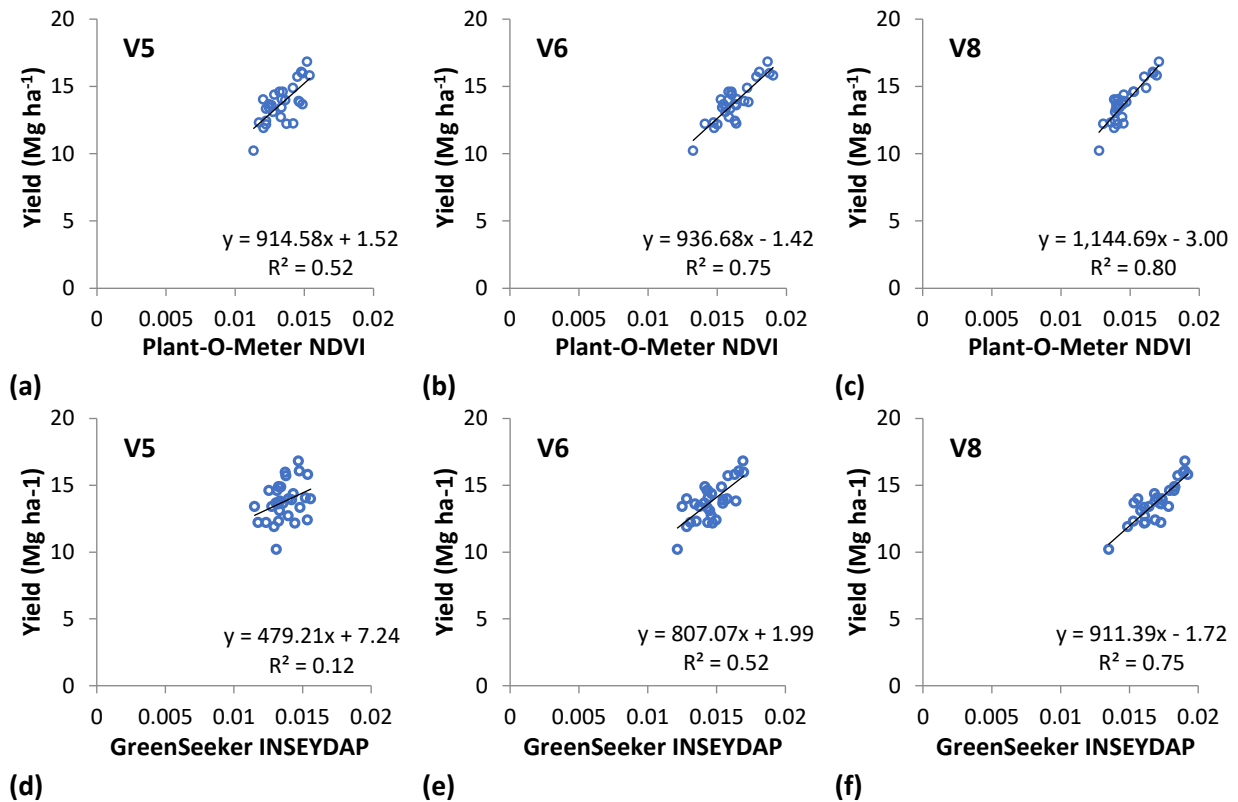 20
15
10
5
0
Yield (Mg ha⁻¹)
V5
y = 914.58x + 1.52
R² = 0.52
0 0.005 0.01 0.015 0.02
Plant-O-Meter NDVI
(a)
20
15
10
5
0
Yield (Mg ha⁻¹)
V6
y = 936.68x - 1.42
R² = 0.75
0 0.005 0.01 0.015 0.02
Plant-O-Meter NDVI
(b)
20
15
10
5
0
Yield (Mg ha⁻¹)
V8
y = 1,144.69x - 3.00
R² = 0.80
0 0.005 0.01 0.015 0.02
Plant-O-Meter NDVI
(c)
20
15
10
5
0
Yield (Mg ha-1)
V5
y = 479.21x + 7.24
R² = 0.12
0 0.005 0.01 0.015 0.02
GreenSeeker INSEYDAP
(d)
20
15
10
5
0
Yield (Mg ha-1)
V6
y = 807.07x + 1.99
R² = 0.52
0 0.005 0.01 0.015 0.02
GreenSeeker INSEYDAP
(e)
20
15
10
5
0
Yield (Mg ha-1)
V8
y = 911.39x - 1.72
R² = 0.75
0 0.005 0.01 0.015 0.02
GreenSeeker INSEYDAP
(f)